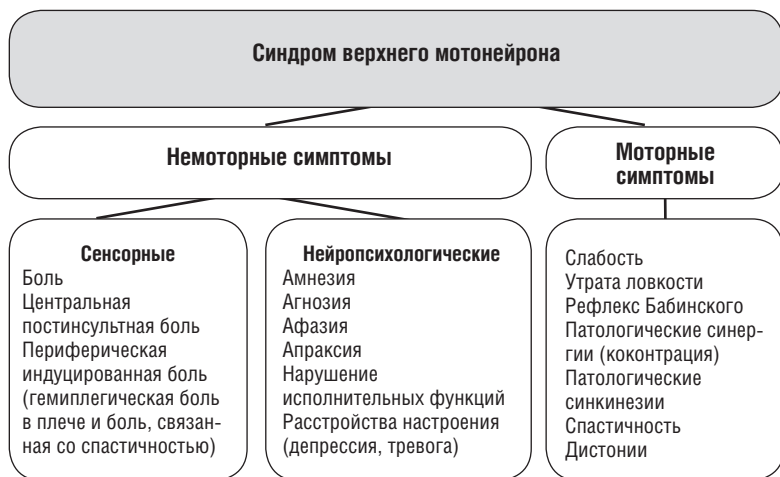 Синдром верхнего мотонейрона
Немоторные симптомы
Моторные
симптомы
Сенсорные
Боль
Центральная
постинсультная боль
Периферическая
индуцированная боль
(гемиплегическая боль
в плече и боль, связан-
ная со спастичностью)
Нейропсихологические
Амнезия
Агнозия
Афазия
Апраксия
Нарушение
исполнительных функций
Расстройства настроения
(депрессия, тревога)
Слабость
Утрата ловкости
Рефлекс Бабинского
Патологические синер-
гии (коконтрация)
Патологические
синкинезии
Спастичность
Дистонии